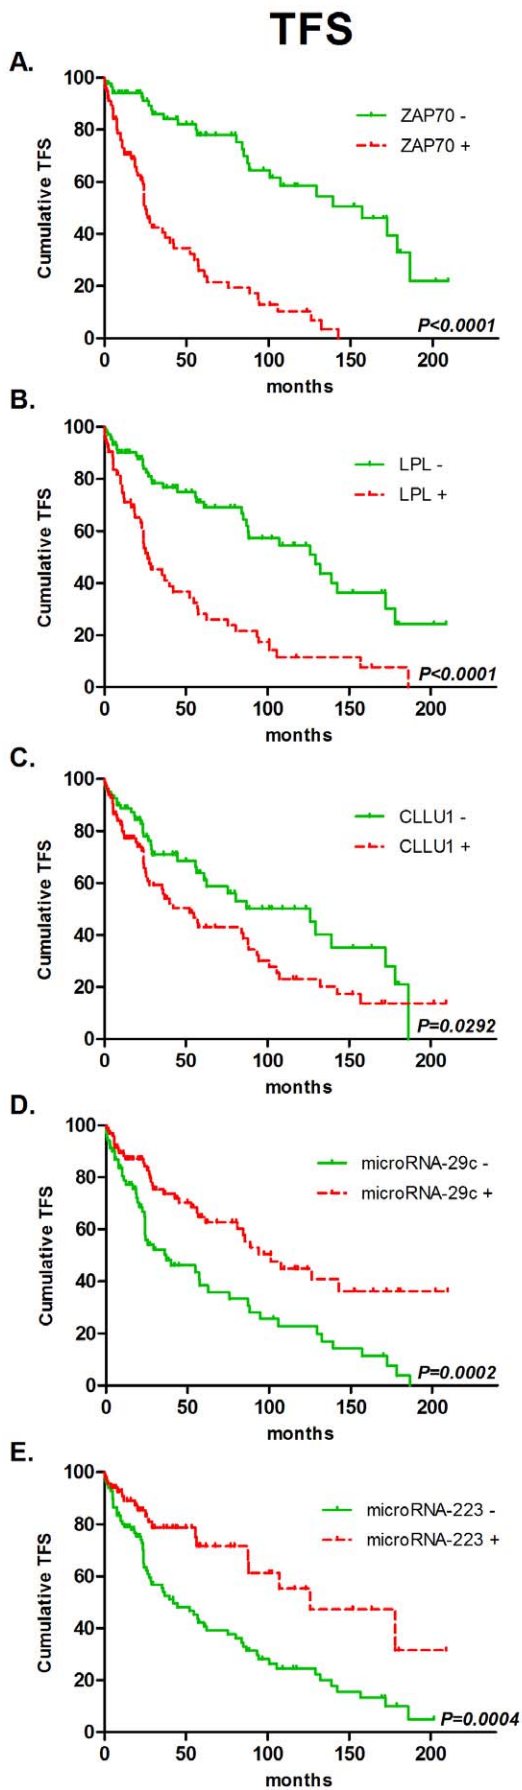 TFS
A.
100
80
60
40
20
0
Cumulative TFS
ZAP70 -
ZAP70 +
P<0.0001
0 50 100 150 200
months
B.
100
80
60
40
20
0
Cumulative TFS
LPL -
LPL +
P<0.0001
0 50 100 150 200
months
C.
100
80
60
40
20
0
Cumulative TFS
CLLU1 -
CLLU1 +
P=0.0292
0 50 100 150 200
months
D.
100
80
60
40
20
0
Cumulative TFS
microRNA-29c -
microRNA-29c +
P=0.0002
0 50 100 150 200
months
E.
100
80
60
40
20
0
Cumulative TFS
microRNA-223 -
microRNA-223 +
P=0.0004
0 50 100 150 200
months